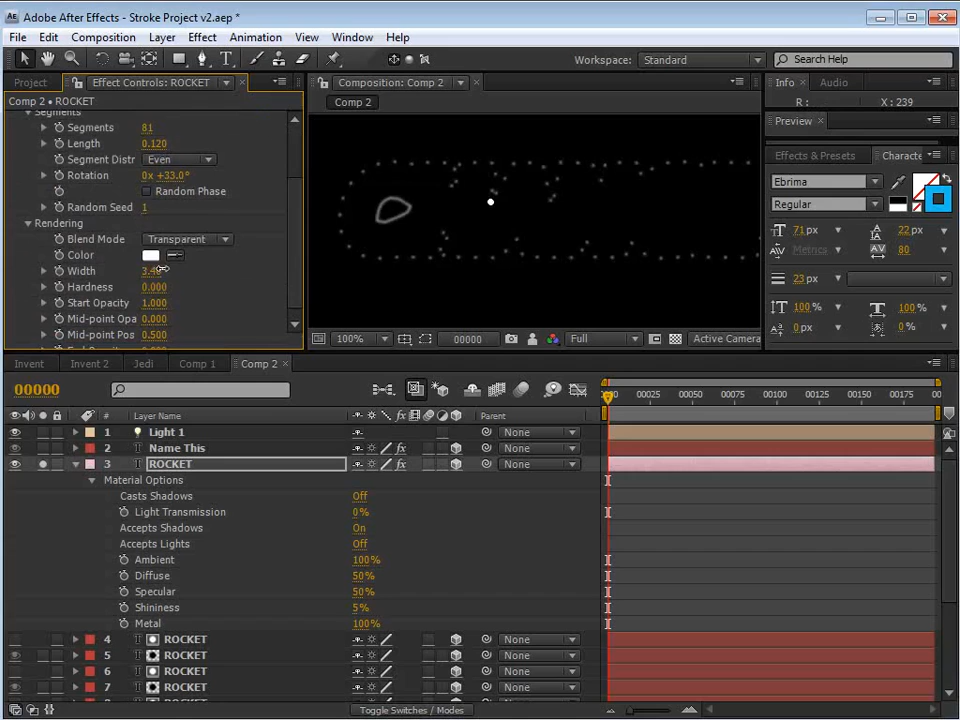 Adobe After Effects - Stroke Project v2.aep *
File Edit Composition Layer Effect Animation View Window Help
Workspace: Standard Search Help
Project Effect Controls: ROCKET Composition: Comp 2 Info Audio
Comp 2 • ROCKET Comp 2 R : X : 239
Segments
Segments 81
Length 0.120
Segment Distr Even
Rotation 0x +33.0°
Random Phase
Random Seed 1
Rendering
Blend Mode Transparent
Color
Width
Hardness 0.000
Start Opacity 1.000
Mid-point Opa 0.000
Mid-point Pos 0.500
Preview
Effects & Presets Characte
Ebrima
Regular
71 px 22 px
Metrics 80
23 px
100 % 100 %
0 px 0 %
100% 00000 Full Active Camera
Invent Invent 2 Jedi Comp 1 Comp 2
00000
00025 00050 00075 00100 00125 00150 00175 00
# Layer Name Parent
1 Light 1 None
2 Name This None
3 ROCKET None
Material Options
Casts Shadows Off
Light Transmission 0%
Accepts Shadows On
Accepts Lights Off
Ambient 100%
Diffuse 50%
Specular 50%
Shininess 5%
Metal 100%
4 ROCKET None
5 ROCKET None
6 ROCKET None
7 ROCKET None
Toggle Switches / Modes